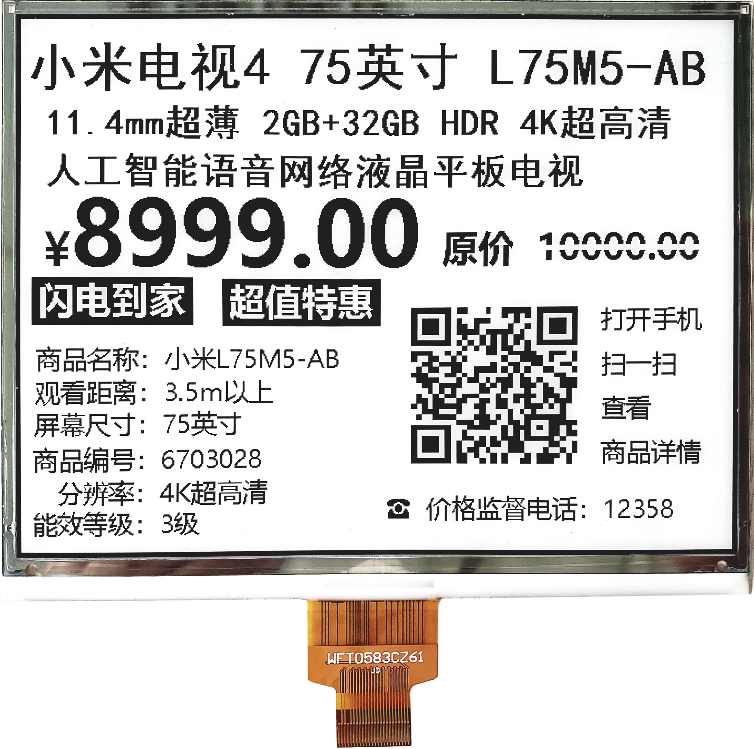 小米电视4 75英寸 L75M5-AB
11.4mm超薄 2GB+32GB HDR 4K超高清
人工智能语音网络液晶平板电视
¥8999.00 原价 10000.00
闪电到家 超值特惠
商品名称：小米L75M5-AB
观看距离：3.5m以上
屏幕尺寸：75英寸
商品编号：6703028
分辨率：4K超高清
能效等级：3级
打开手机
扫一扫
查看
商品详情
☎ 价格监督电话：12358
WFT0583CZ61